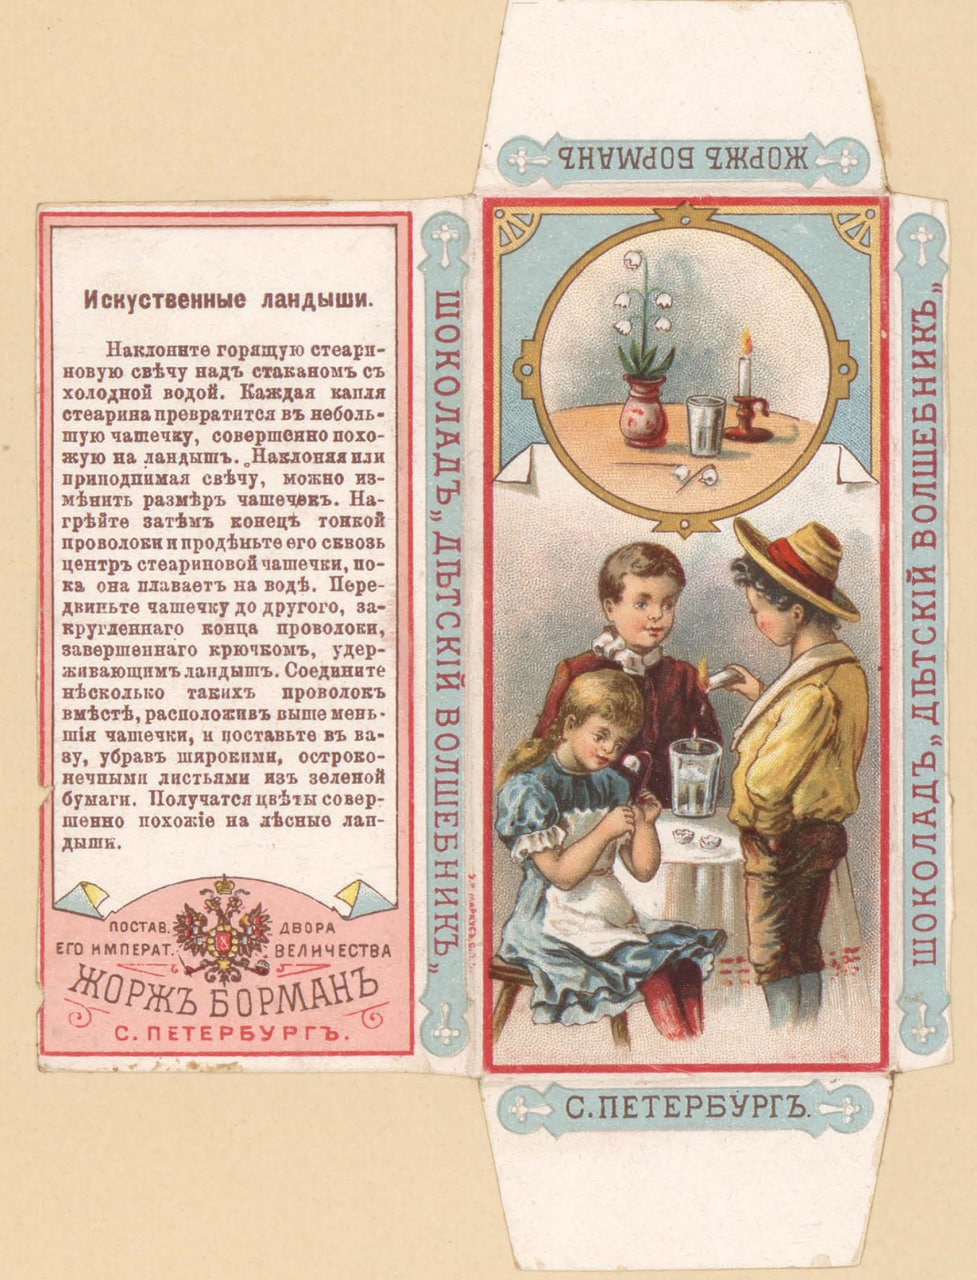 ЖОРЖЪ БОРМАНЪ
Искуственные ландыши.
Наклоните горящую стеари-
новую свѣчу надъ стаканомъ съ
холодной водой. Каждая капля
стеарина превратится въ неболь-
шую чашечку, совершенно похо-
жую на ландышъ. Наклоняя или
приподнимая свѣчу, можно из-
мѣнить размѣръ чашечекъ. На-
грѣйте затѣмъ конецъ тонкой
проволоки и продѣньте его сквозь
центръ стеариновой чашечки, по-
ка она плаваетъ на водѣ. Пере-
двиньте чашечку до другого, за-
кругленнаго конца проволоки,
завершеннаго крючкомъ, удер-
живающимъ ландышъ. Соедините
нѣсколько такихъ проволокъ
вмѣстѣ, расположивъ выше мень-
шія чашечки, и поставьте въ ва-
зу, убравъ широкими, остроко-
нечными листьями изъ зеленой
бумаги. Получатся цвѣты совер-
шенно похожіе на лѣсные лан-
дыши.
ПОСТАВ. ДВОРА
ЕГО ИМПЕРАТ. ВЕЛИЧЕСТВА
ЖОРЖЪ БОРМАНЪ
С. ПЕТЕРБУРГЪ.
ШОКОЛАДЪ „ДѢТСКІЙ ВОЛШЕБНИКЪ„
ШОКОЛАДЪ „ДѢТСКІЙ ВОЛШЕБНИКЪ„
С. ПЕТЕРБУРГЪ.